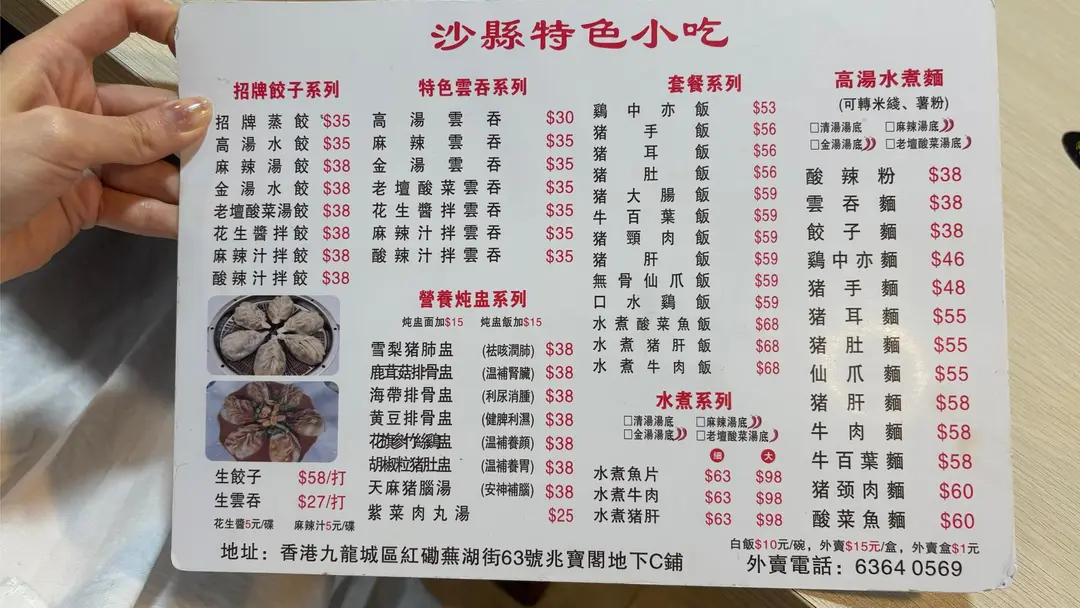 沙縣特色小吃
招牌餃子系列
招牌蒸餃 $35
高湯水餃 $35
麻辣湯餃 $38
金湯水餃 $38
老壇酸菜湯餃 $38
花生醬拌餃 $38
麻辣汁拌餃 $38
酸辣汁拌餃 $38
生餃子 $58/打
生雲吞 $27/打
花生醬5元/碟 麻辣汁5元/碟
特色雲吞系列
高湯雲吞 $30
麻辣雲吞 $35
金湯雲吞 $35
老壇酸菜雲吞 $35
花生醬拌雲吞 $35
麻辣汁拌雲吞 $35
酸辣汁拌雲吞 $35
營養炖盅系列
炖盅面加$15 炖盅飯加$15
雪梨猪肺盅 (祛咳潤肺) $38
鹿茸菇排骨盅 (温補腎臟) $38
海帶排骨盅 (利尿消腫) $38
黄豆排骨盅 (健脾利濕) $38
花旗參竹絲鷄盅 (温補養顔) $38
胡椒粒猪肚盅 (温補養胃) $38
天麻猪腦湯 (安神補腦) $38
紫菜肉丸湯 $25
套餐系列
鷄中亦飯 $53
猪手飯 $56
猪耳飯 $56
猪肚飯 $56
猪大腸飯 $59
牛百葉飯 $59
猪頸肉飯 $59
猪肝飯 $59
無骨仙爪飯 $59
口水鷄飯 $59
水煮酸菜魚飯 $68
水煮猪肝飯 $68
水煮牛肉飯 $68
水煮系列
□清湯湯底 □麻辣湯底
□金湯湯底 □老壇酸菜湯底
細 大
水煮魚片 $63 $98
水煮牛肉 $63 $98
水煮猪肝 $63 $98
高湯水煮麵
(可轉米綫、薯粉)
□清湯湯底 □麻辣湯底
□金湯湯底 □老壇酸菜湯底
酸辣粉 $38
雲吞麵 $38
餃子麵 $38
鷄中亦麵 $46
猪手麵 $48
猪耳麵 $55
猪肚麵 $55
仙爪麵 $55
猪肝麵 $58
牛肉麵 $58
牛百葉麵 $58
猪颈肉麵 $60
酸菜魚麵 $60
白飯$10元/碗，外賣$15元/盒，外賣盒$1元
地址：香港九龍城區紅磡蕪湖街63號兆寶閣地下C鋪
外賣電話：6364 0569